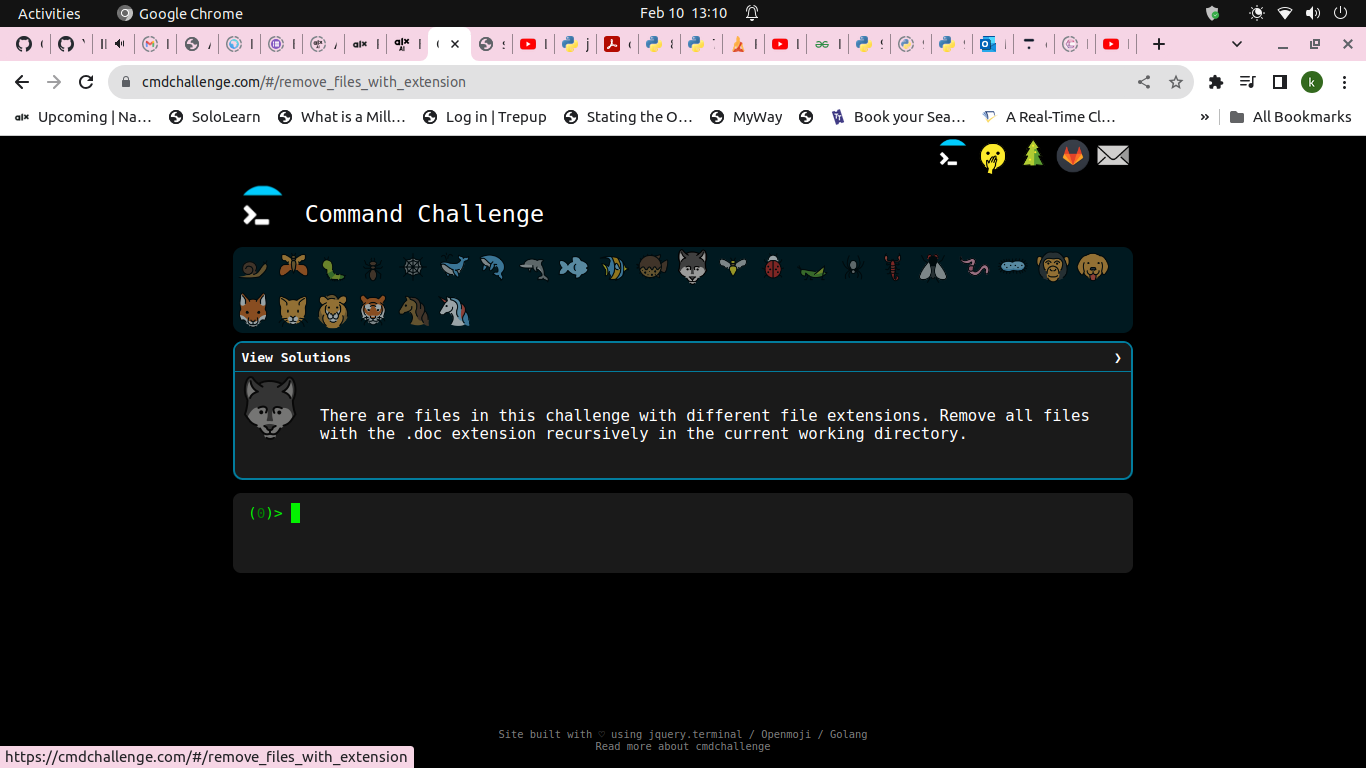 Activities Google Chrome Feb 10 13:10
cmdchallenge.com/#/remove_files_with_extension k
alx Upcoming | Na... SoloLearn What is a Mill... Log in | Trepup Stating the O... MyWay Book your Sea... A Real-Time Cl... » All Bookmarks
Command Challenge
View Solutions ❯
There are files in this challenge with different file extensions. Remove all files
with the .doc extension recursively in the current working directory.
(0)>
Site built with ♡ using jquery.terminal / Openmoji / Golang
Read more about cmdchallenge
https://cmdchallenge.com/#/remove_files_with_extension